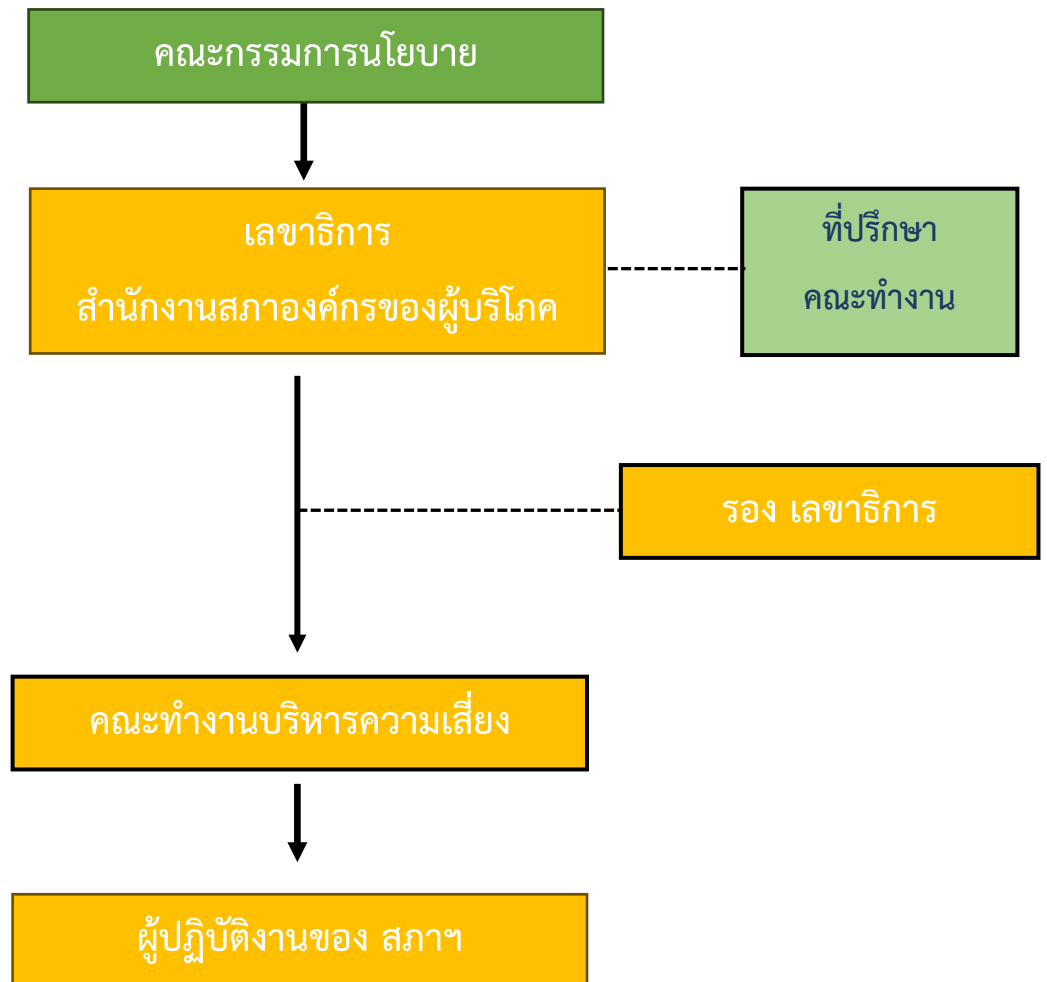 คณะกรรมการนโยบาย
เลขาธิการ
สำนักงานสภาองค์กรของผู้บริโภค
ที่ปรึกษา
คณะทำงาน
รอง เลขาธิการ
คณะทำงานบริหารความเสี่ยง
ผู้ปฏิบัติงานของ สภาฯ